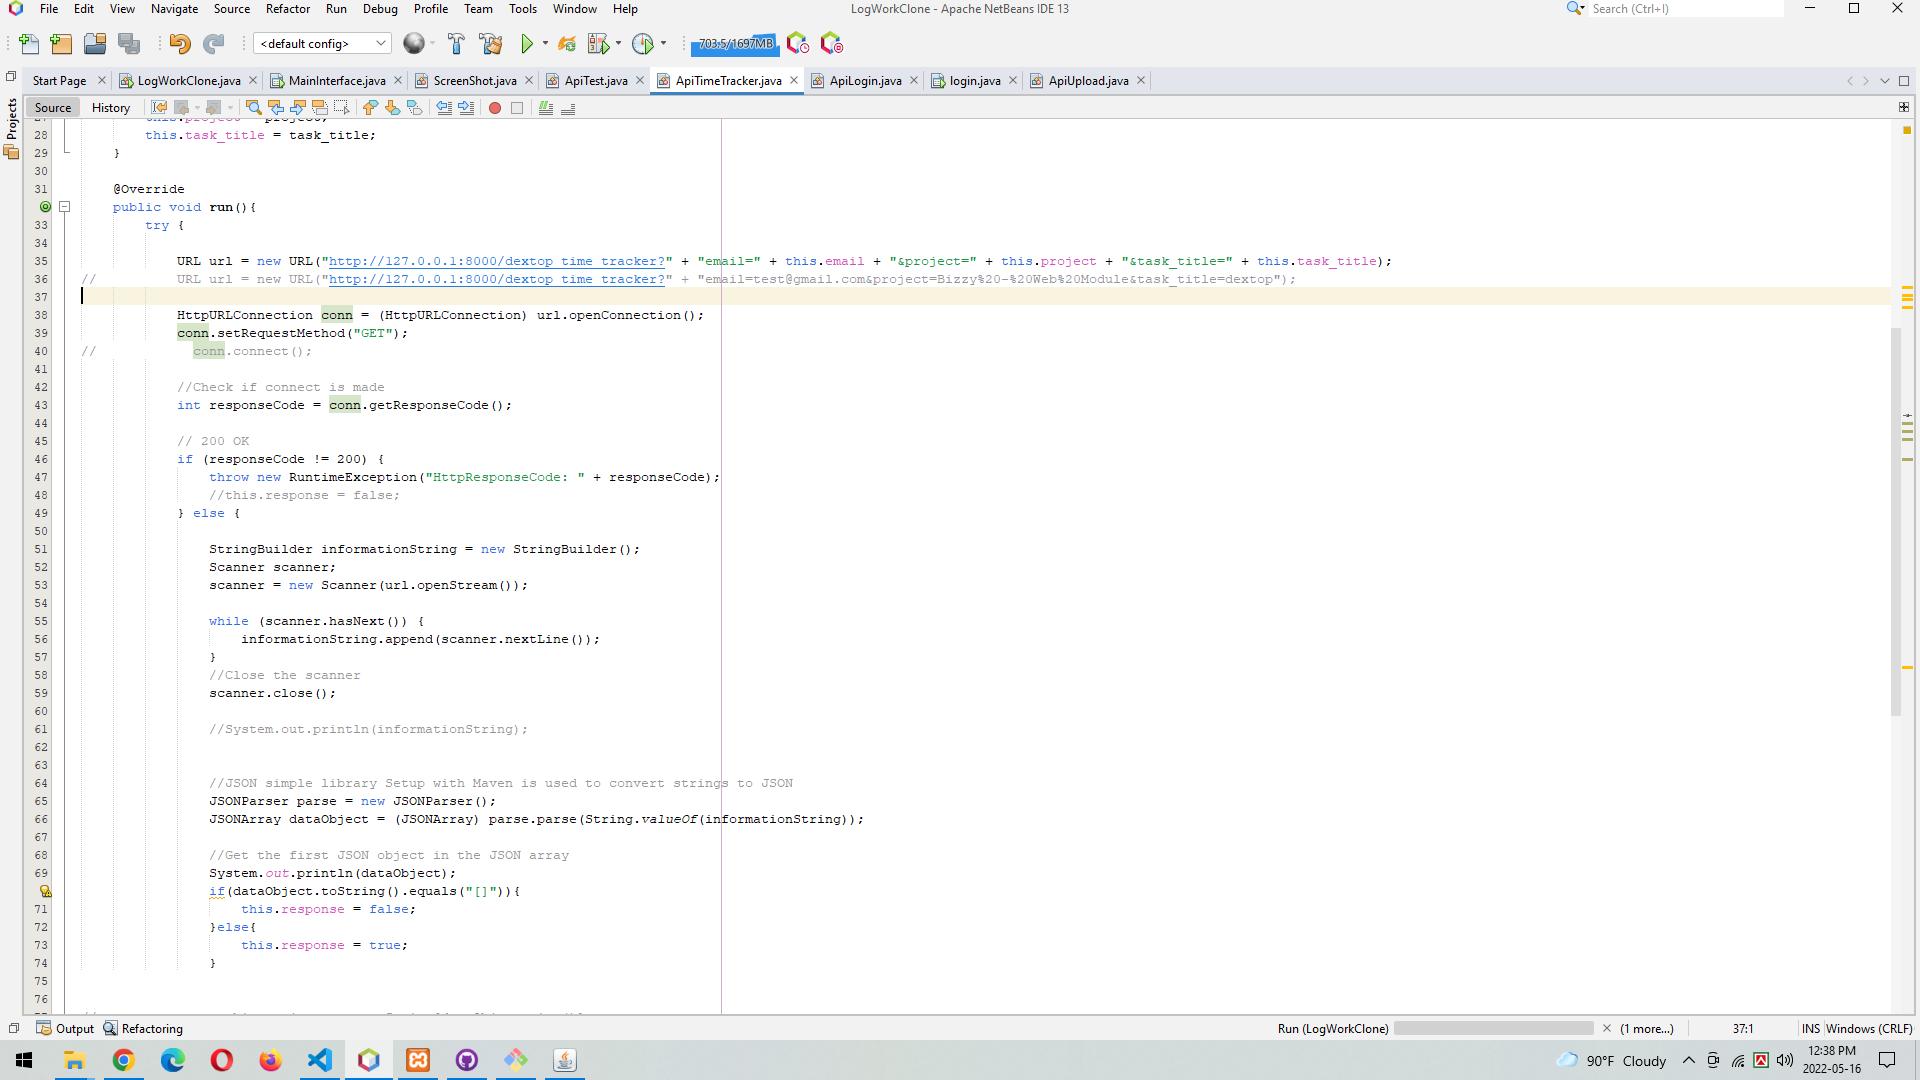 File Edit View Navigate Source Refactor Run Debug Profile Team Tools Window Help
LogWorkClone - Apache NetBeans IDE 13
Search (Ctrl+I)
<default config>
703.5/1697MB
Start Page LogWorkClone.java MainInterface.java ScreenShot.java ApiTest.java ApiTimeTracker.java ApiLogin.java login.java ApiUpload.java
Source History
Projects
28 this.task_title = task_title;
29 }
30
31 @Override
public void run(){
33 try {
34
35 URL url = new URL("http://127.0.0.1:8000/dextop_time_tracker?" + "email=" + this.email + "&project=" + this.project + "&task_title=" + this.task_title);
36 // URL url = new URL("http://127.0.0.1:8000/dextop_time_tracker?" + "email=test@gmail.com&project=Bizzy%20-%20Web%20Module&task_title=dextop");
37
38 HttpURLConnection conn = (HttpURLConnection) url.openConnection();
39 conn.setRequestMethod("GET");
40 // conn.connect();
41
42 //Check if connect is made
43 int responseCode = conn.getResponseCode();
44
45 // 200 OK
46 if (responseCode != 200) {
47 throw new RuntimeException("HttpResponseCode: " + responseCode);
48 //this.response = false;
49 } else {
50
51 StringBuilder informationString = new StringBuilder();
52 Scanner scanner;
53 scanner = new Scanner(url.openStream());
54
55 while (scanner.hasNext()) {
56 informationString.append(scanner.nextLine());
57 }
58 //Close the scanner
59 scanner.close();
60
61 //System.out.println(informationString);
62
63
64 //JSON simple library Setup with Maven is used to convert strings to JSON
65 JSONParser parse = new JSONParser();
66 JSONArray dataObject = (JSONArray) parse.parse(String.valueOf(informationString));
67
68 //Get the first JSON object in the JSON array
69 System.out.println(dataObject);
if(dataObject.toString().equals("[]")){
71 this.response = false;
72 }else{
73 this.response = true;
74 }
75
76
Output Refactoring
Run (LogWorkClone) (1 more...) 37:1 INS Windows (CRLF)
90°F Cloudy
12:38 PM
2022-05-16